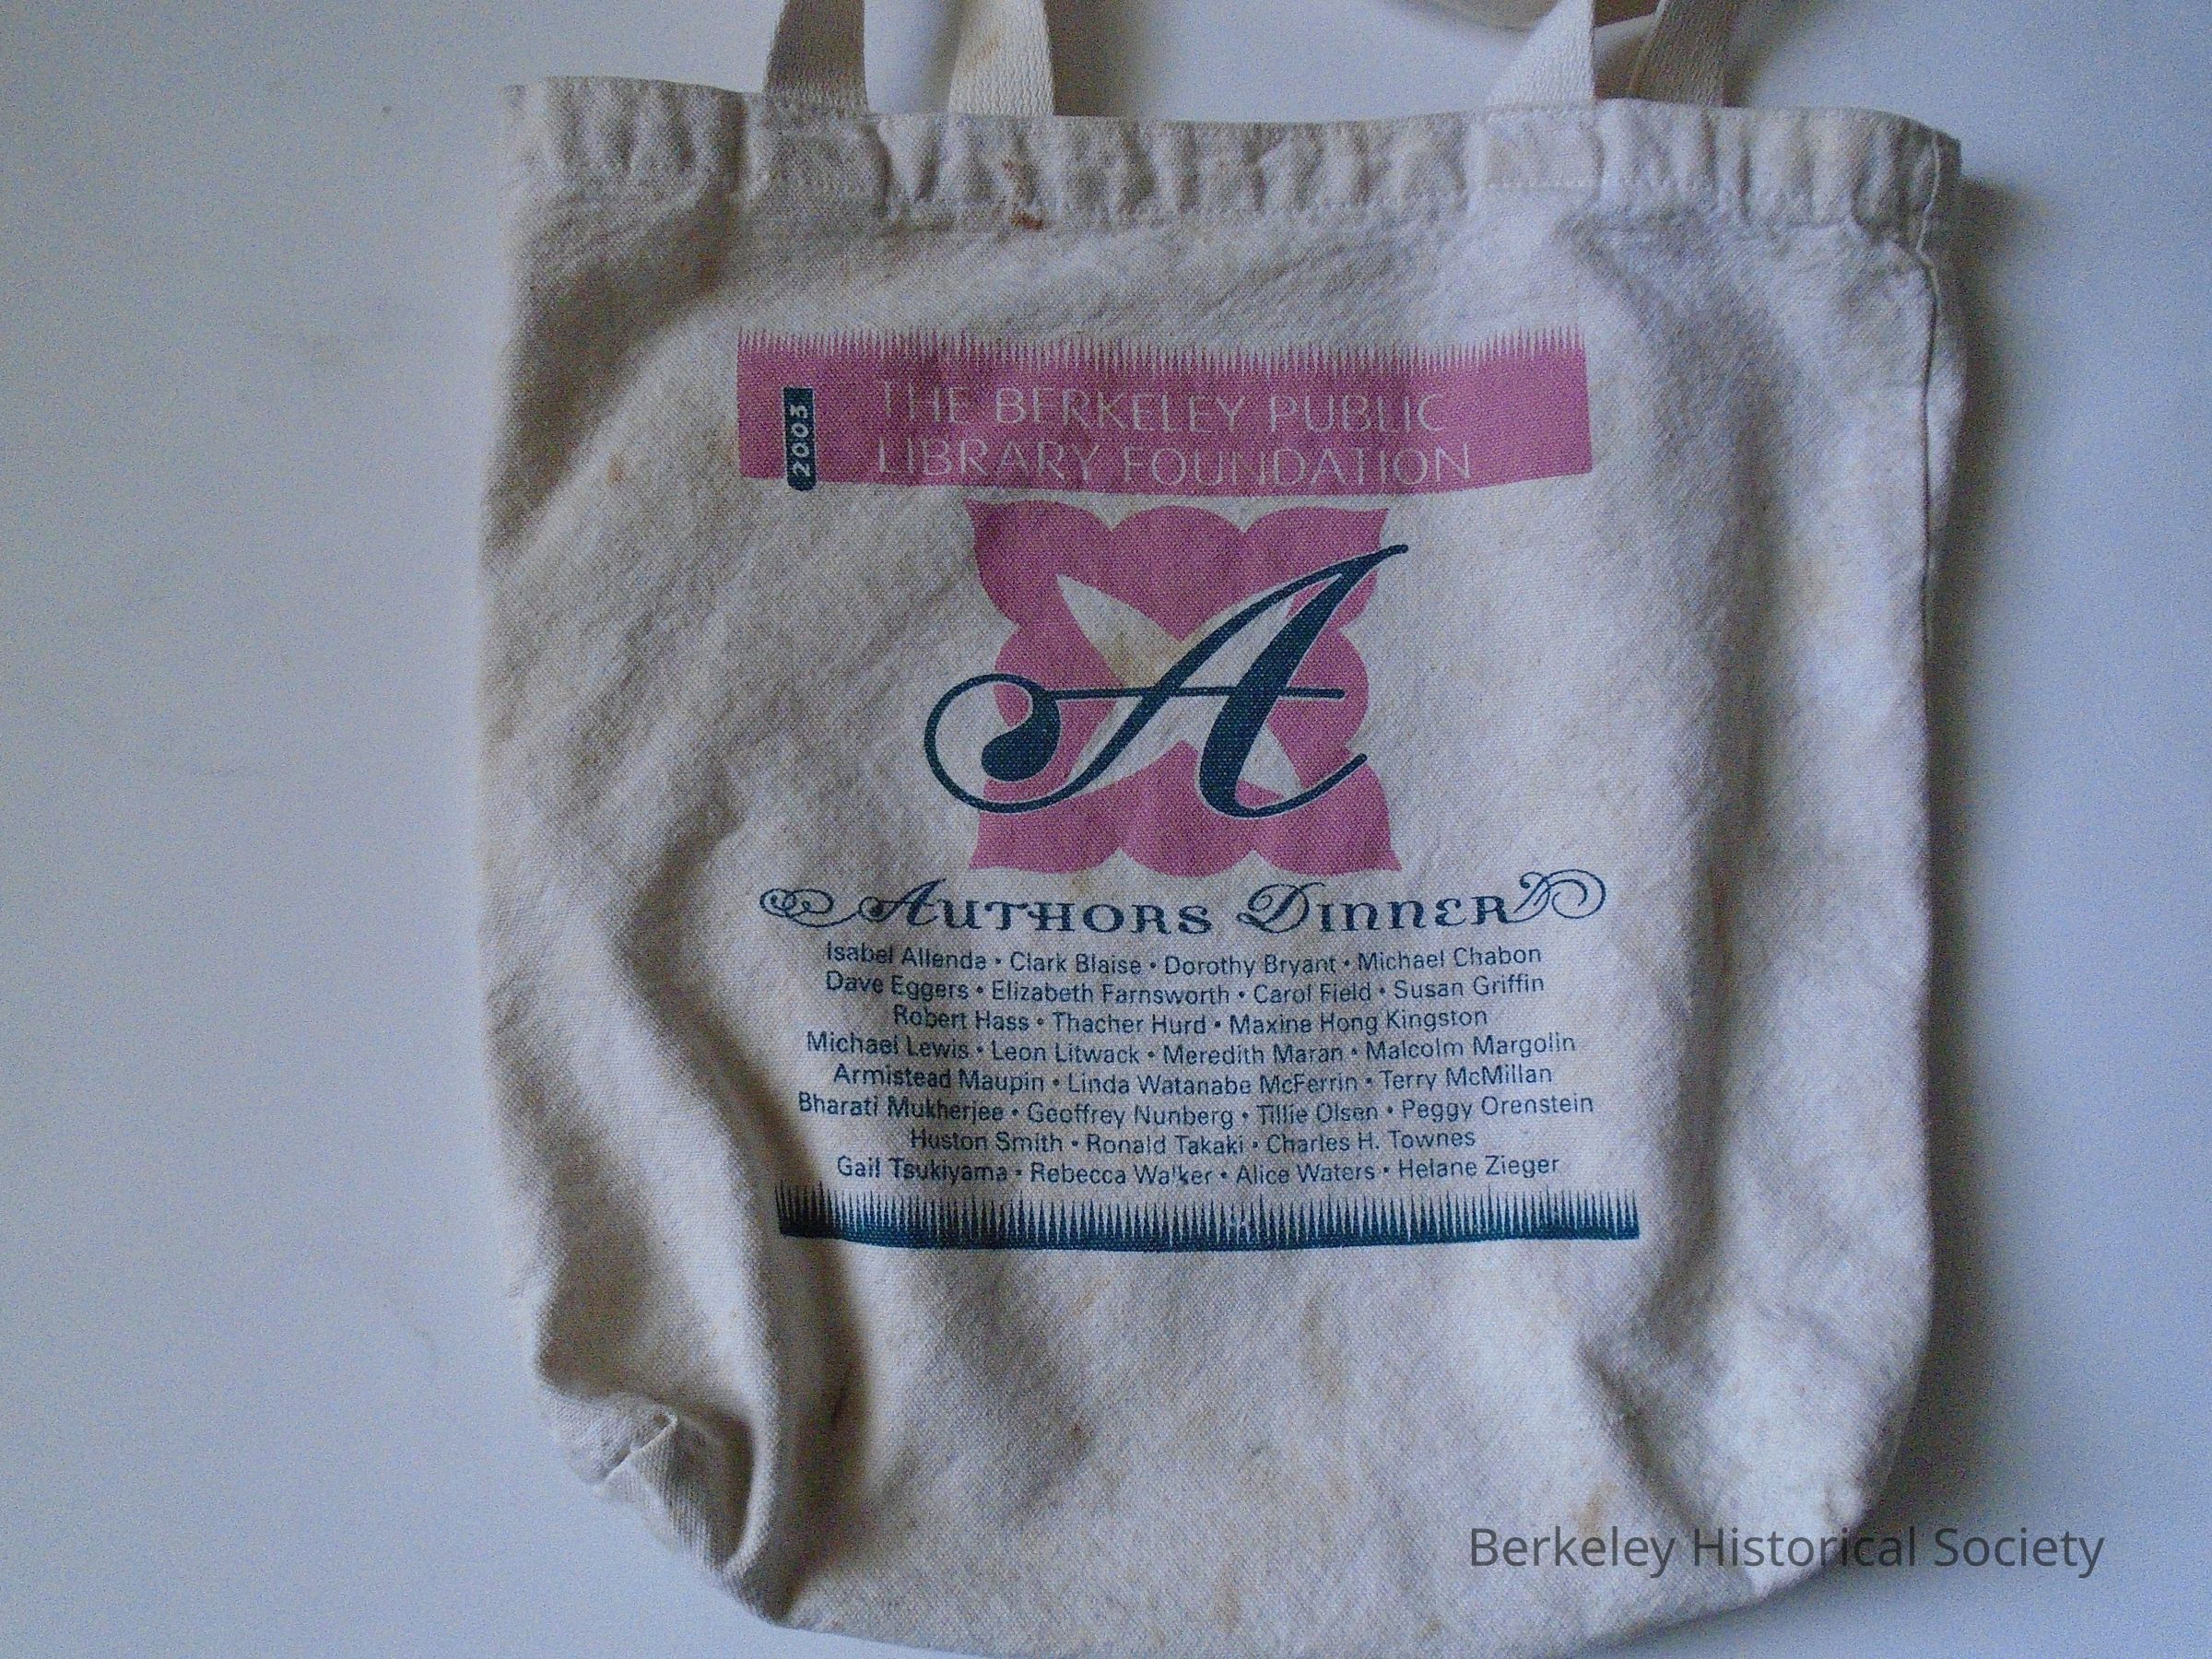 2003
THE BERKELEY PUBLIC
LIBRARY FOUNDATION
A
AUTHORS DINNER
Isabel Allende • Clark Blaise • Dorothy Bryant • Michael Chabon
Dave Eggers • Elizabeth Farnsworth • Carol Field • Susan Griffin
Robert Hass • Thacher Hurd • Maxine Hong Kingston
Michael Lewis • Leon Litwack • Meredith Maran • Malcolm Margolin
Armistead Maupin • Linda Watanabe McFerrin • Terry McMillan
Bharati Mukherjee • Geoffrey Nunberg • Tillie Olsen • Peggy Orenstein
Huston Smith • Ronald Takaki • Charles H. Townes
Gail Tsukiyama • Rebecca Walker • Alice Waters • Helane Zieger
Berkeley Historical Society